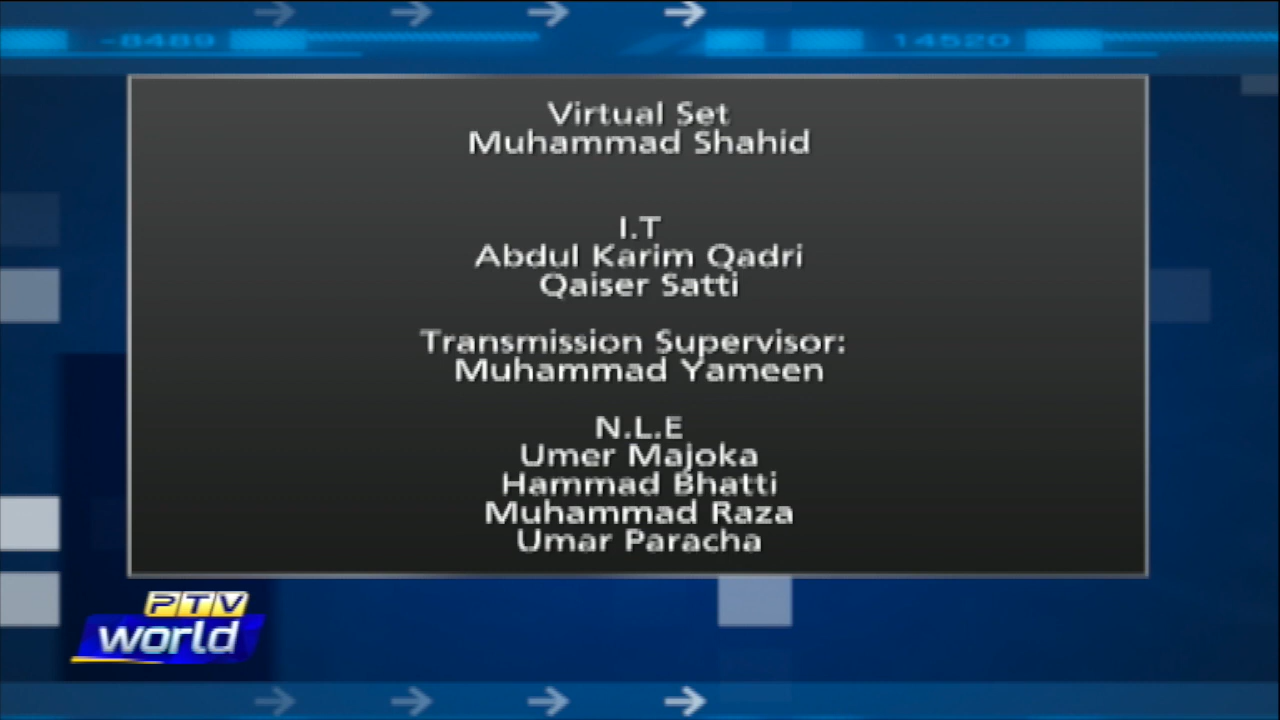 -8489
14520
Virtual Set
Muhammad Shahid
I.T
Abdul Karim Qadri
Qaiser Satti
Transmission Supervisor:
Muhammad Yameen
N.L.E
Umer Majoka
Hammad Bhatti
Muhammad Raza
Umar Paracha
PTV
world